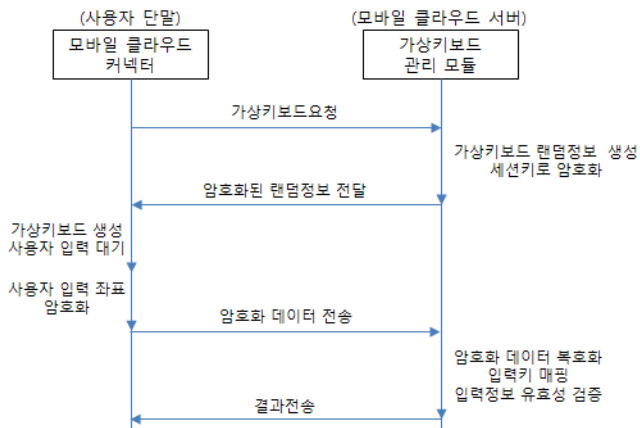 (사용자 단말)
(모바일 클라우드 서버)
모바일 클라우드
커넥터
가상키보드
관리 모듈
가상키보드요청
가상키보드 랜덤정보 생성
세션키로 암호화
암호화된 랜덤정보 전달
가상키보드 생성
사용자 입력 대기
사용자 입력 좌표
암호화
암호화 데이터 전송
암호화 데이터 복호화
입력키 매핑
입력정보 유효성 검증
결과전송